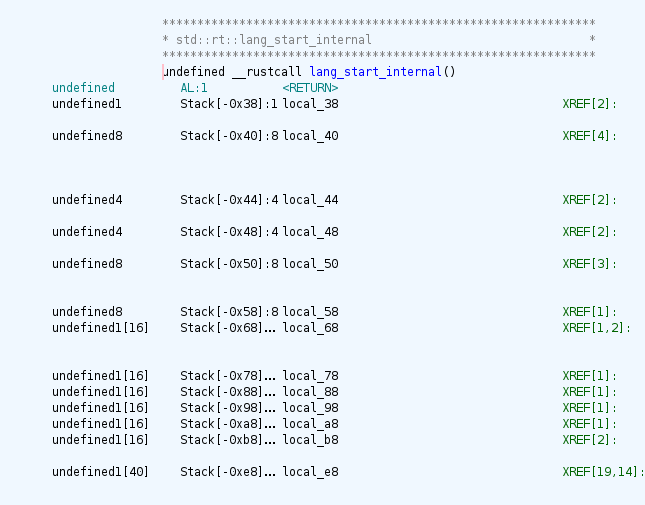 **************************************************************
* std::rt::lang_start_internal *
**************************************************************
undefined __rustcall lang_start_internal()
undefined AL:1 <RETURN>
undefined1 Stack[-0x38]:1 local_38 XREF[2]:
undefined8 Stack[-0x40]:8 local_40 XREF[4]:
undefined4 Stack[-0x44]:4 local_44 XREF[2]:
undefined4 Stack[-0x48]:4 local_48 XREF[2]:
undefined8 Stack[-0x50]:8 local_50 XREF[3]:
undefined8 Stack[-0x58]:8 local_58 XREF[1]:
undefined1[16] Stack[-0x68]... local_68 XREF[1,2]:
undefined1[16] Stack[-0x78]... local_78 XREF[1]:
undefined1[16] Stack[-0x88]... local_88 XREF[1]:
undefined1[16] Stack[-0x98]... local_98 XREF[1]:
undefined1[16] Stack[-0xa8]... local_a8 XREF[1]:
undefined1[16] Stack[-0xb8]... local_b8 XREF[2]:
undefined1[40] Stack[-0xe8]... local_e8 XREF[19,14]: